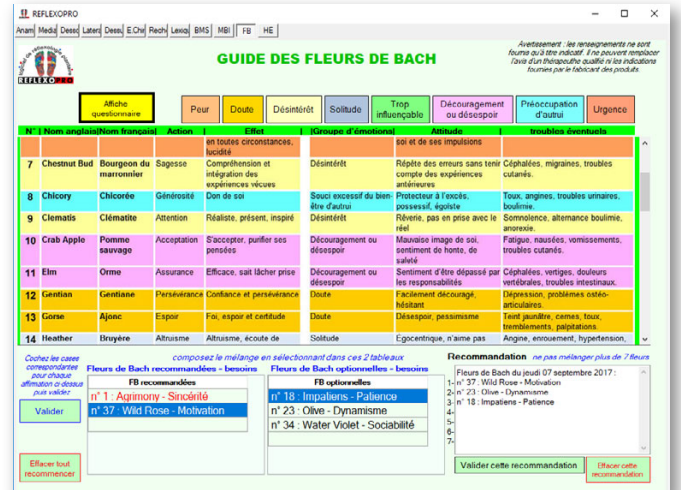 REFLEXOPRO
Anam Media Desso Latera Dessu E.Chir Reche Lexiqu BMS MBI FB HE
Avertissement : les renseignements ne sont
fournis qu'à titre indicatif. Il ne peuvent remplacer
l'avis d'un thérapeute qualifié ni les indications
fournies par le fabricant des produits.
REFLEXOPRO
GUIDE DES FLEURS DE BACH
Affiche questionnaire
Peur
Doute
Désintérêt
Solitude
Trop influençable
Découragement ou désespoir
Préoccupation d'autrui
Urgence
N° | Nom anglais | Nom français | Action | Effet | Groupe d'émotions | Attitude | troubles éventuels
en toutes circonstances, lucidité soi et de ses impulsions
7 Chestnut Bud Bourgeon du marronnier Sagesse Compréhension et intégration des expériences vécues Désintérêt Répète des erreurs sans tenir compte des expériences antérieures Céphalées, migraines, troubles cutanés.
8 Chicory Chicorée Générosité Don de soi Souci excessif du bien-être d'autrui Protecteur à l'excès, possessif, égoïste Toux, angines, troubles urinaires, boulimie.
9 Clematis Clématite Attention Réaliste, présent, inspiré Désintérêt Rêverie, pas en prise avec le réel Somnolence, alternance boulimie, anorexie.
10 Crab Apple Pomme sauvage Acceptation S'accepter, purifier ses pensées Découragement ou désespoir Mauvaise image de soi, sentiment de honte, de saleté Fatigue, nausées, vomissements, troubles cutanés.
11 Elm Orme Assurance Efficace, sait lâcher prise Découragement ou désespoir Sentiment d'être dépassé par les responsabilités Céphalées, vertiges, douleurs vertébrales, troubles intestinaux.
12 Gentian Gentiane Persévérance Confiance et persévérance Doute Facilement découragé, hésitant Dépression, problèmes ostéo-articulaires.
13 Gorse Ajonc Espoir Foi, espoir et certitude Doute Désespoir, pessimisme Teint jaunâtre, cernes, toux, tremblements, palpitations.
14 Heather Bruyère Altruisme Altruisme, écoute de Solitude Égocentrique, n'aime pas Angine, enrouement, hypertension,
Cochez les cases
correspondantes
pour chaque
affirmation ci dessus
puis validez
Valider
Effacer tout
recommencer
composez le mélange en sélectionnant dans ces 2 tableaux
Fleurs de Bach recommandées - besoins
FB recommandées
n° 1 : Agrimony - Sincérité
n° 37 : Wild Rose - Motivation
Fleurs de Bach optionnelles - besoins
FB optionnelles
n° 18 : Impatiens - Patience
n° 23 : Olive - Dynamisme
n° 34 : Water Violet - Sociabilité
Recommandation ne pas mélanger plus de 7 fleurs
Fleurs de Bach du jeudi 07 septembre 2017 :
1- n° 37 : Wild Rose - Motivation
2- n° 23 : Olive - Dynamisme
3- n° 18 : Impatiens - Patience
4-
5-
6-
7-
Valider cette recommandation
Effacer cette
recommandation